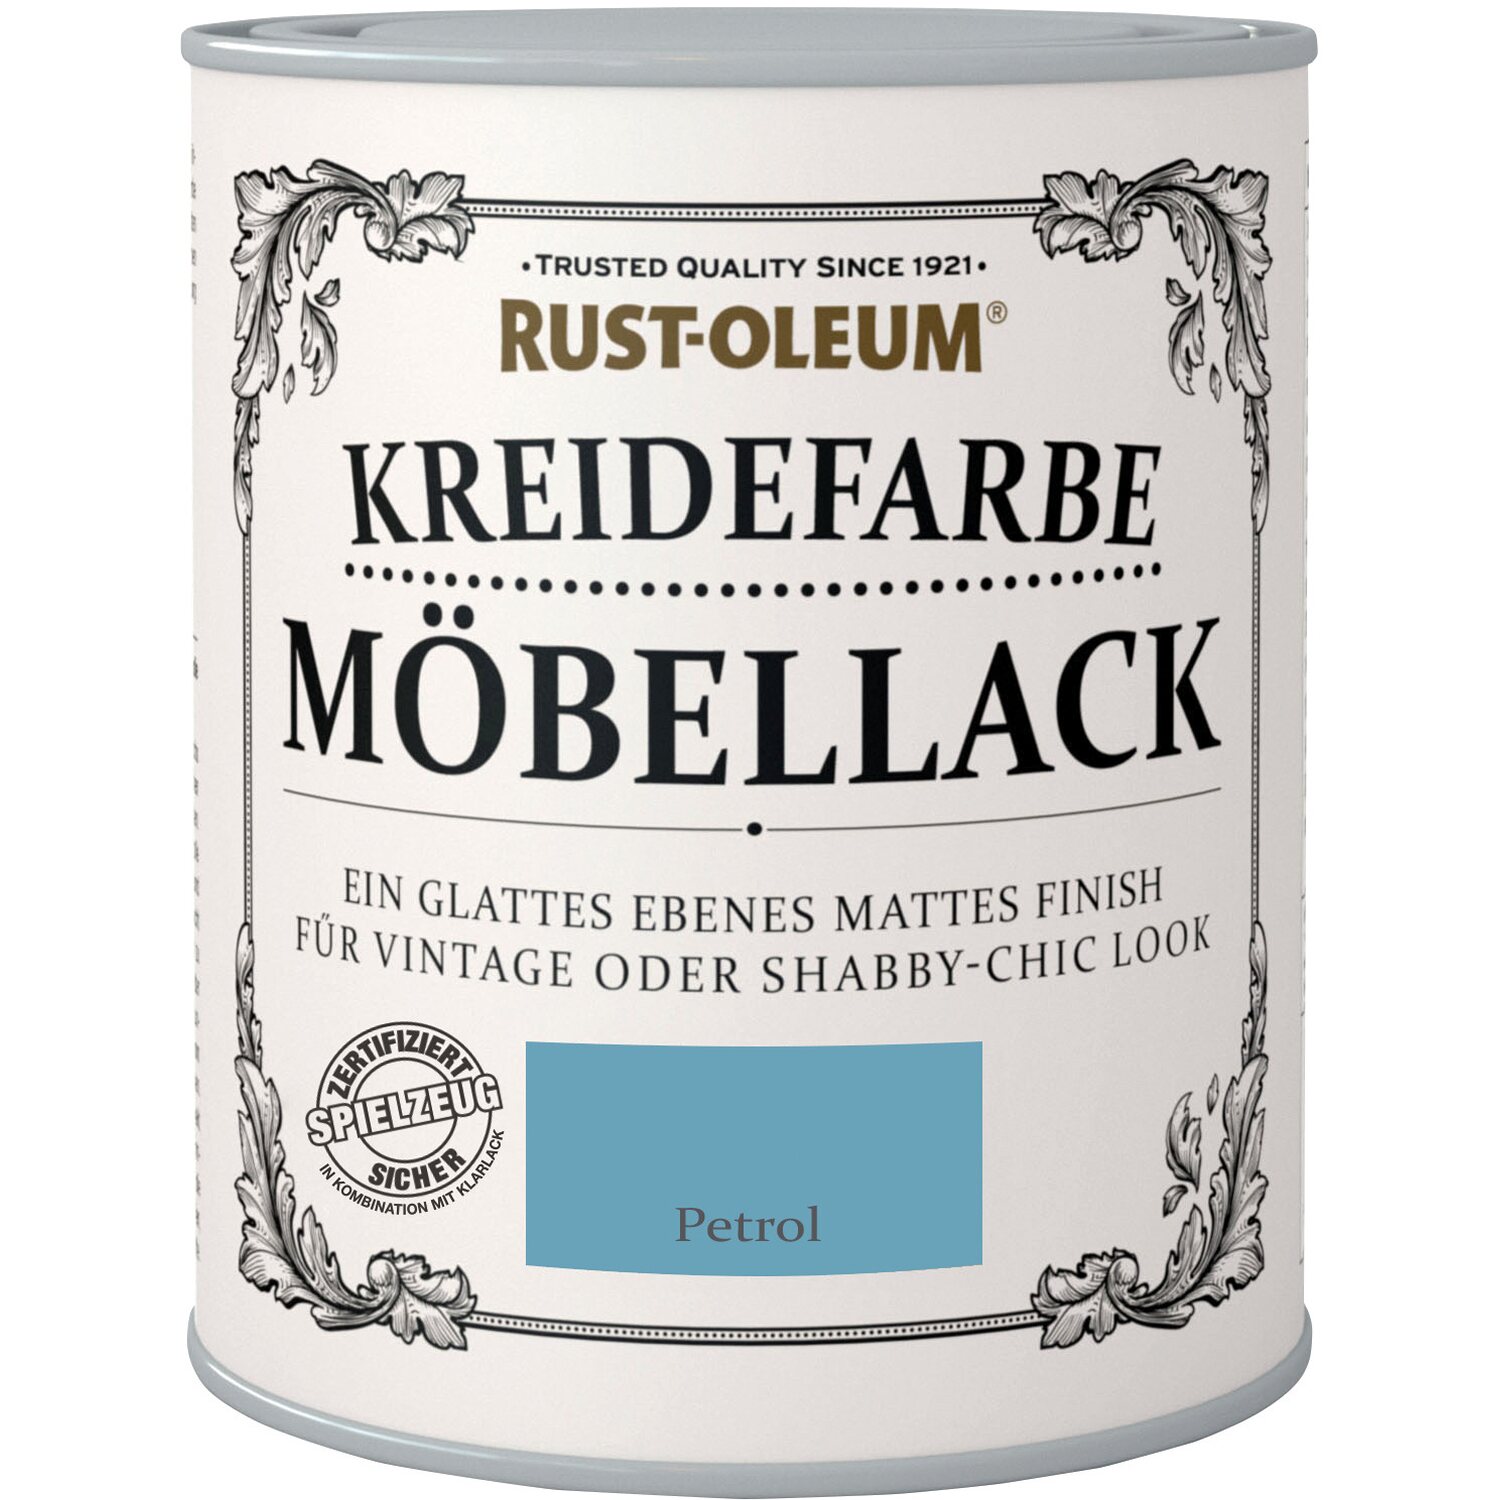 •TRUSTED QUALITY SINCE 1921•
RUST-OLEUM®
KREIDEFARBE
MÖBELLACK
EIN GLATTES EBENES MATTES FINISH
FŰR VINTAGE ODER SHABBY-CHIC LOOK
ZERTIFIZIERT
SPIELZEUG
SICHER
IN KOMBINATION MIT KLARLACK
Petrol